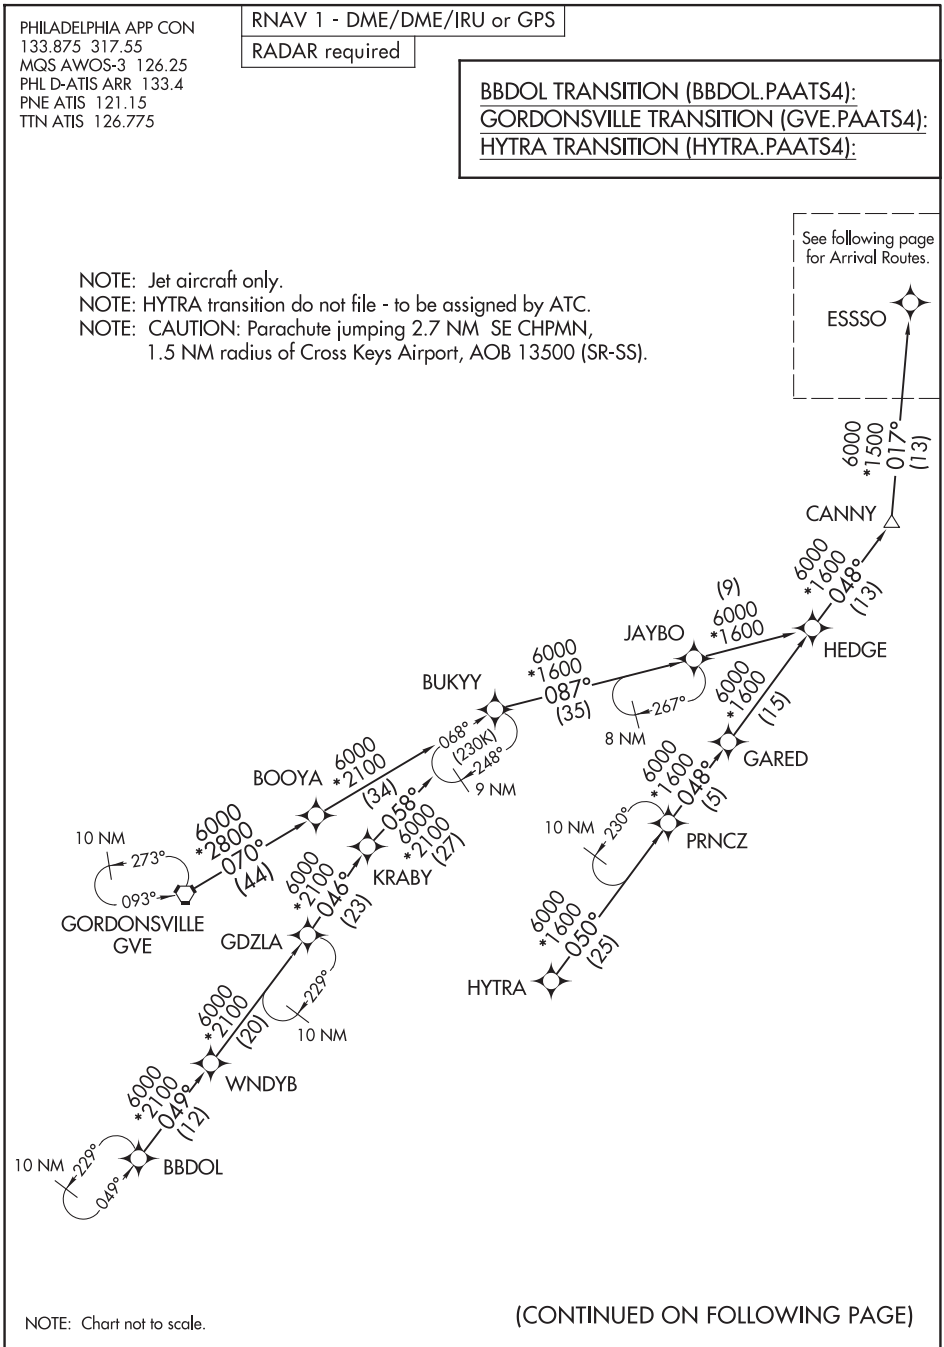 PHILADELPHIA APP CON
133.875 317.55
MQS AWOS-3 126.25
PHL D-ATIS ARR 133.4
PNE ATIS 121.15
TTN ATIS 126.775
RNAV 1 - DME/DME/IRU or GPS
RADAR required
BBDOL TRANSITION (BBDOL.PAATS4):
GORDONSVILLE TRANSITION (GVE.PAATS4):
HYTRA TRANSITION (HYTRA.PAATS4):
See following page
for Arrival Routes.
ESSSO
NOTE: Jet aircraft only.
NOTE: HYTRA transition do not file - to be assigned by ATC.
NOTE: CAUTION: Parachute jumping 2.7 NM SE CHPMN,
1.5 NM radius of Cross Keys Airport, AOB 13500 (SR-SS).
6000
*1500
017°
(13)
CANNY
6000
*1600
048°
(13)
HEDGE
(9)
6000
*1600
JAYBO
267°
8 NM
6000
*1600
087°
(35)
BUKYY
068°
(230K)
248°
9 NM
6000
*1600
(15)
GARED
6000
*1600
048°
(5)
PRNCZ
10 NM
230°
6000
*1600
050°
(25)
HYTRA
6000
*2100
(34)
BOOYA
058°
6000
*2100
(27)
KRABY
6000
*2800
070°
(44)
10 NM
273°
093°
GORDONSVILLE
GVE
6000
*2100
046°
(23)
GDZLA
229°
10 NM
6000
*2100
(20)
WNDYB
6000
*2100
049°
(12)
BBDOL
10 NM
229°
049°
NOTE: Chart not to scale.
(CONTINUED ON FOLLOWING PAGE)